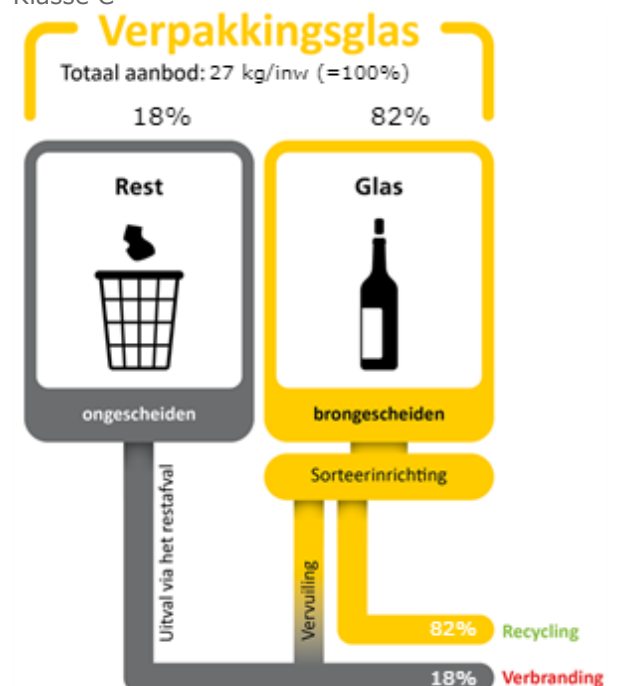 Klasse C
Verpakkingsglas
Totaal aanbod: 27 kg/inw (=100%)
18%
82%
Rest
Glas
ongescheiden
brongescheiden
Sorteerinrichting
Uitval via het restafval
Vervuiling
82%
Recycling
18%
Verbranding